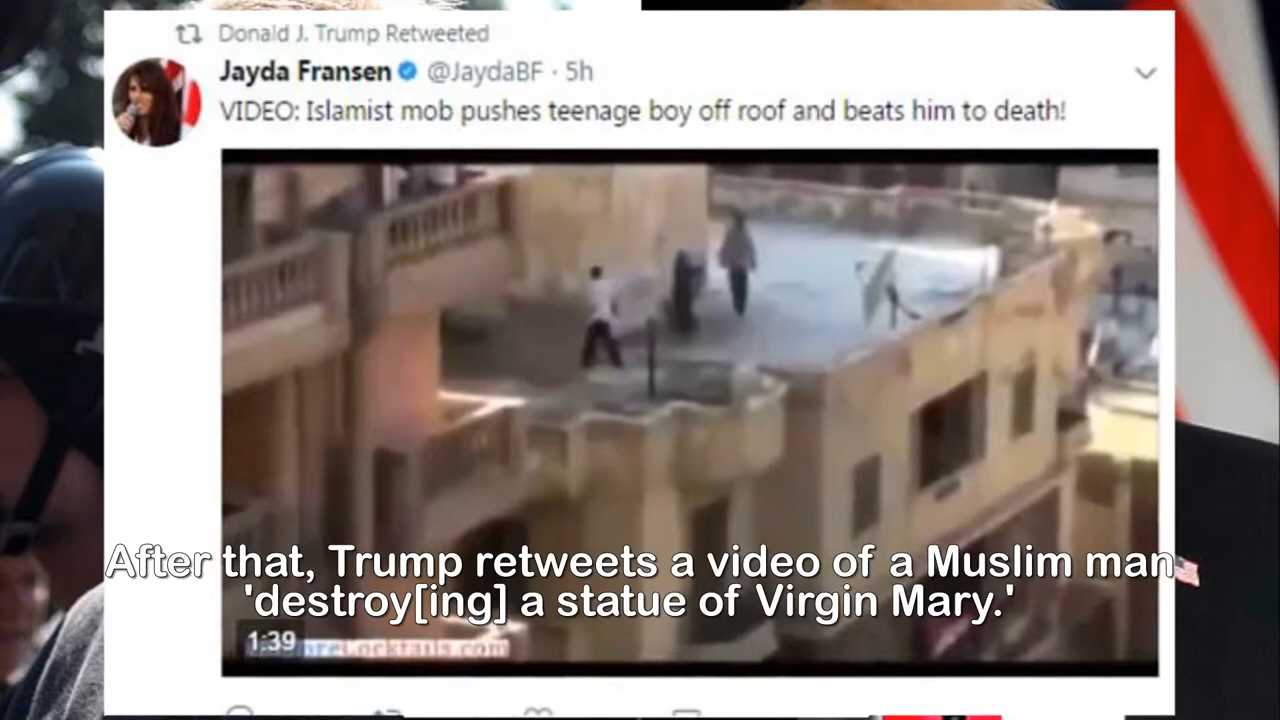 Donald J. Trump Retweeted
Jayda Fransen @JaydaBF · 5h
VIDEO: Islamist mob pushes teenage boy off roof and beats him to death!
After that, Trump retweets a video of a Muslim man
'destroy[ing] a statue of Virgin Mary.'
1:39